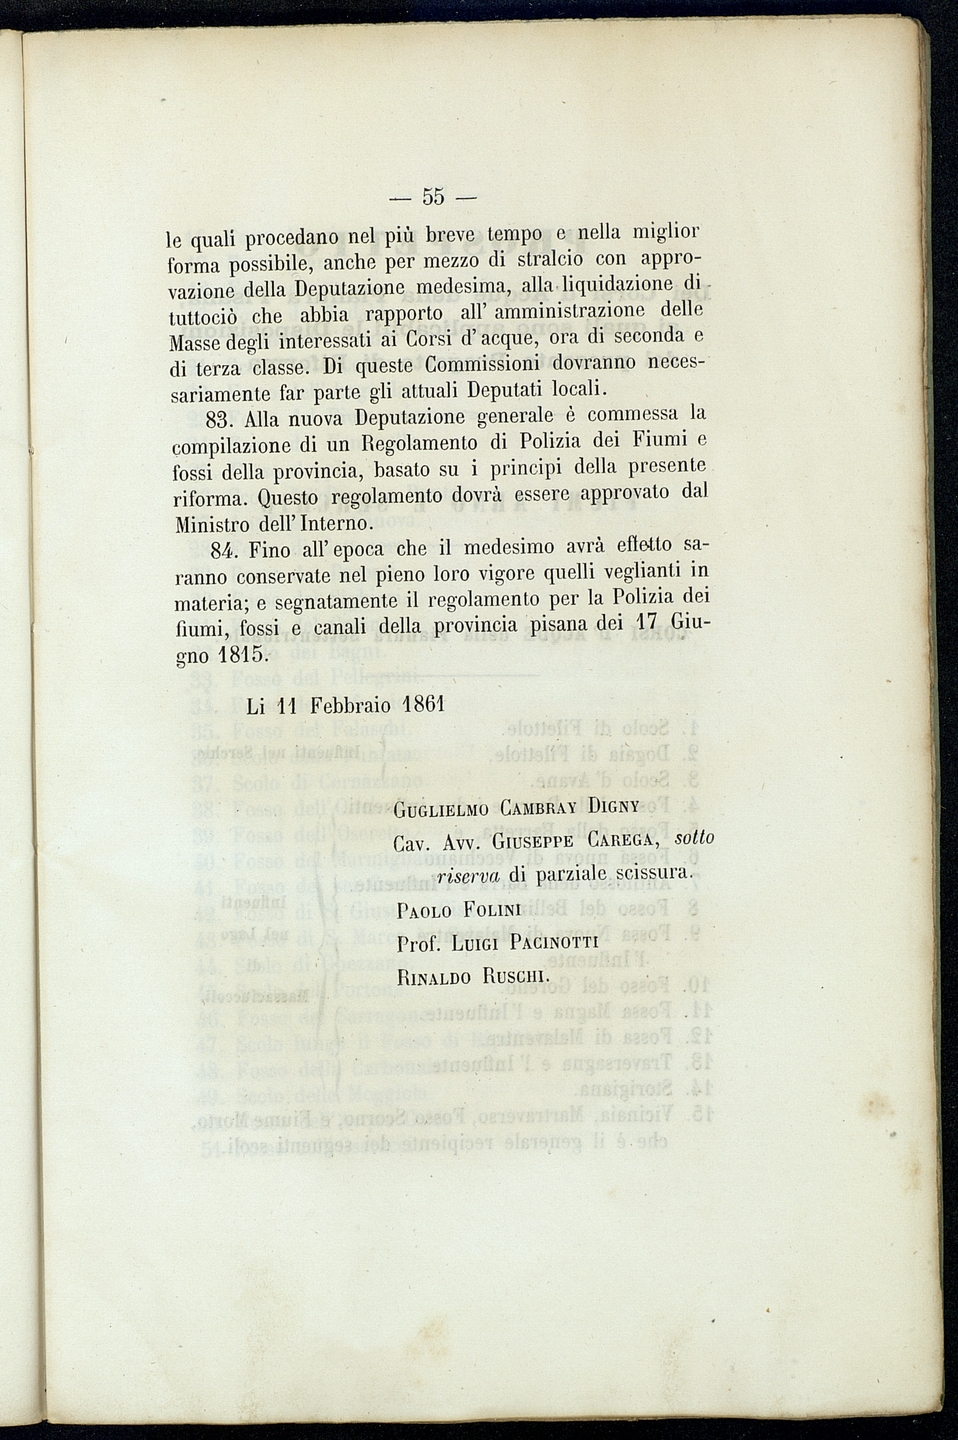 — 55 —
le quali procedano nel più breve tempo e nella miglior
forma possibile, anche per mezzo di stralcio con appro-
vazione della Deputazione medesima, alla liquidazione di
tuttociò che abbia rapporto all' amministrazione delle
Masse degli interessati ai Corsi d' acque, ora di seconda e
di terza classe. Di queste Commissioni dovranno neces-
sariamente far parte gli attuali Deputati locali.
83. Alla nuova Deputazione generale è commessa la
compilazione di un Regolamento di Polizia dei Fiumi e
fossi della provincia, basato su i principi della presente
riforma. Questo regolamento dovrà essere approvato dal
Ministro dell' Interno.
84. Fino all' epoca che il medesimo avrà effetto sa-
ranno conservate nel pieno loro vigore quelli veglianti in
materia; e segnatamente il regolamento per la Polizia dei
fiumi, fossi e canali della provincia pisana dei 17 Giu-
gno 1815.
Li 11 Febbraio 1861
GUGLIELMO CAMBRAY DIGNY
CAV. AVV. GIUSEPPE CAREGA, sotto
riserva di parziale scissura.
PAOLO FOLINI
Prof. LUIGI PACINOTTI
RINALDO RUSCHI.